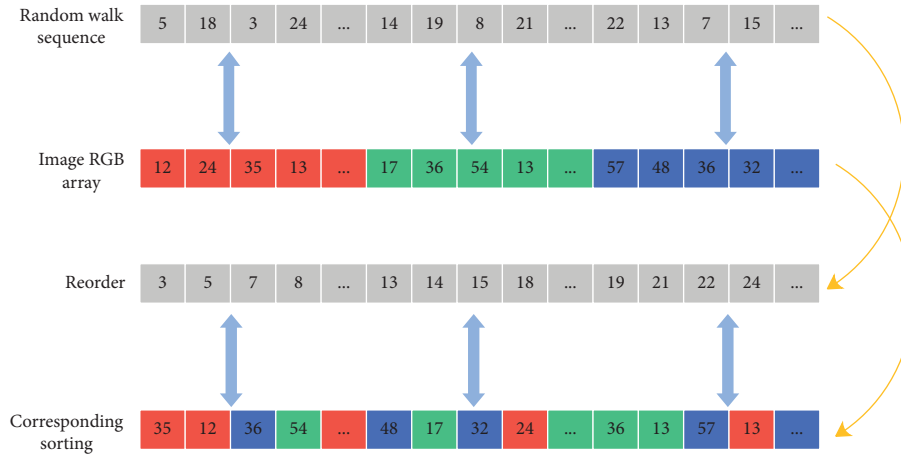 Random walk
sequence
5 18 3 24 ... 14 19 8 21 ... 22 13 7 15 ...
Image RGB
array
12 24 35 13 ... 17 36 54 13 ... 57 48 36 32 ...
Reorder
3 5 7 8 ... 13 14 15 18 ... 19 21 22 24 ...
Corresponding
sorting
35 12 36 54 ... 48 17 32 24 ... 36 13 57 13 ...